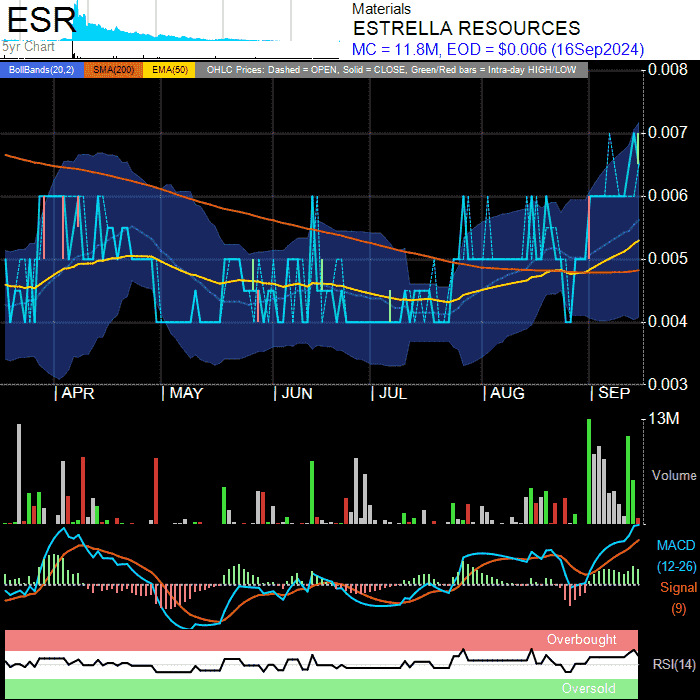 ESR
5yr Chart
Materials
ESTRELLA RESOURCES
MC = 11.8M, EOD = $0.006 (16Sep2024)
BollBands(20,2) SMA(200) EMA(50) OHLC Prices: Dashed = OPEN, Solid = CLOSE, Green/Red bars = Intra-day HIGH/LOW
0.008
0.007
0.006
0.005
0.004
0.003
APR MAY JUN JUL AUG SEP
13M
Volume
MACD
(12-26)
Signal
(9)
Overbought
RSI(14)
Oversold